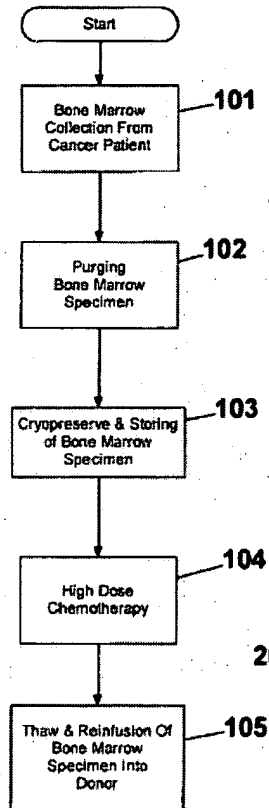 Start
Bone Marrow
Collection From
Cancer Patient
101
Purging
Bone Marrow
Specimen
102
Cryopreserve & Storing
of Bone Marrow
Specimen
103
High Dose
Chemotherapy
104
Thaw & Reinfusion Of
Bone Marrow
Specimen Into
Donor
105